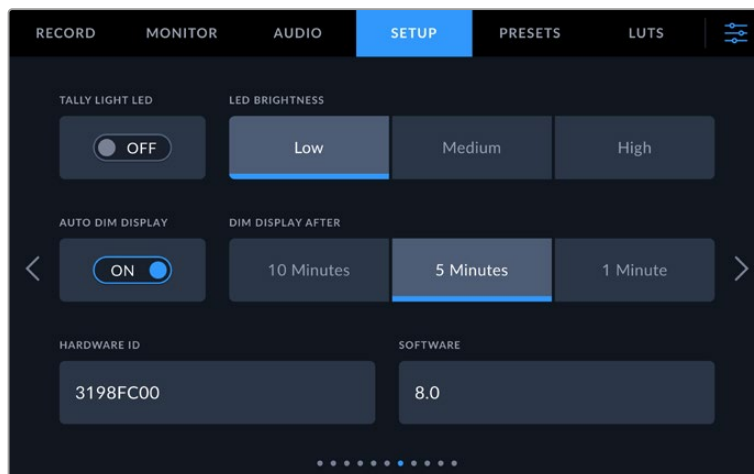 RECORD MONITOR AUDIO SETUP PRESETS LUTS
TALLY LIGHT LED LED BRIGHTNESS
OFF Low Medium High
AUTO DIM DISPLAY DIM DISPLAY AFTER
ON 10 Minutes 5 Minutes 1 Minute
HARDWARE ID SOFTWARE
3198FC00 8.0